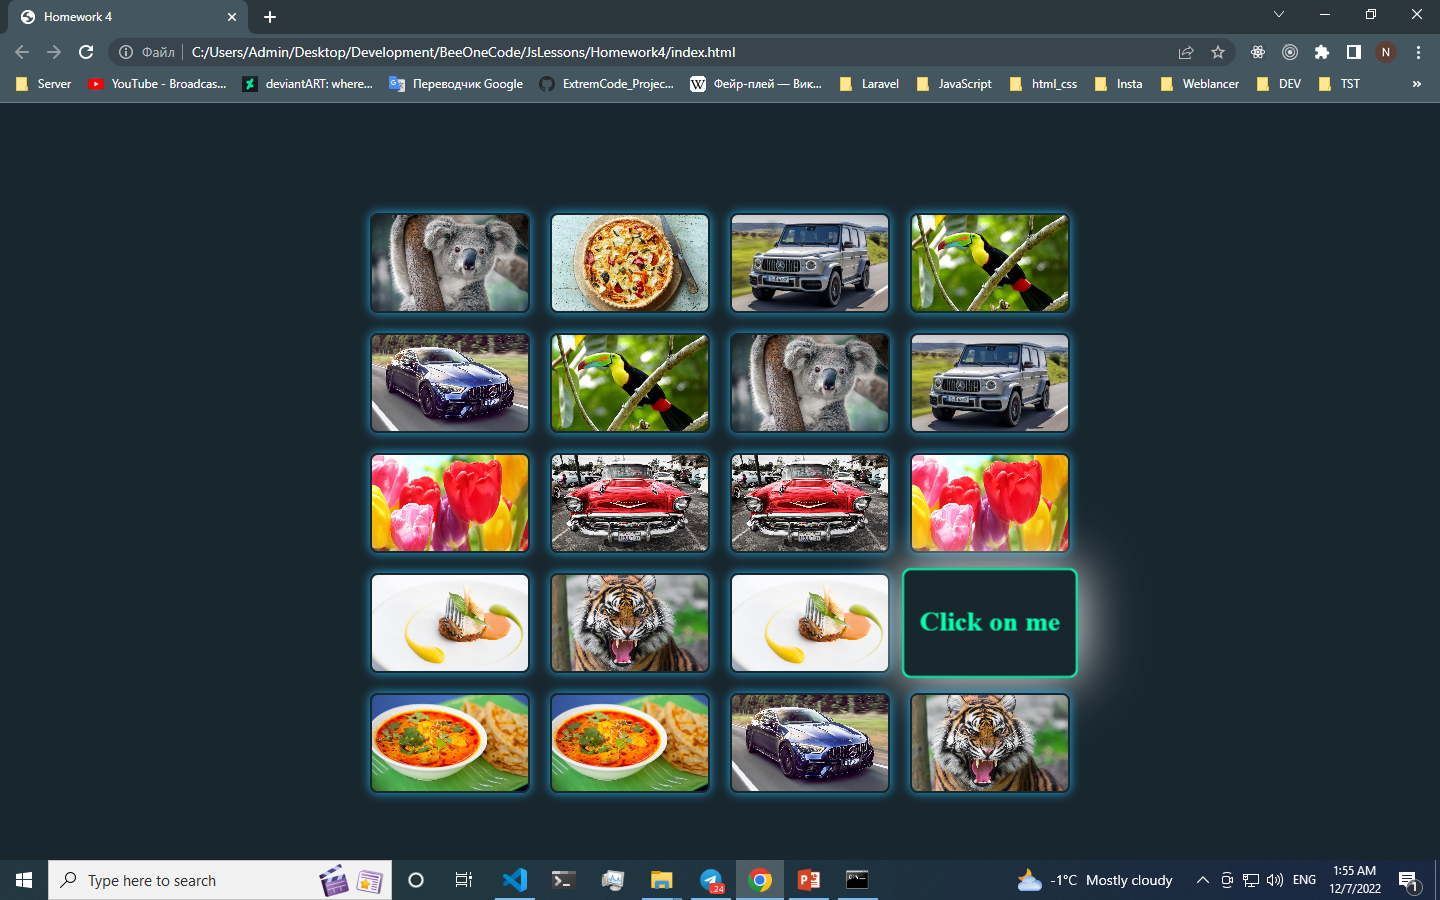 Homework 4
Файл
C:/Users/Admin/Desktop/Development/BeeOneCode/JsLessons/Homework4/index.html
N
Server
YouTube - Broadcas...
deviantART: where...
Переводчик Google
ExtremCode_Projec...
W
Фейр-плей — Вик...
Laravel
JavaScript
html_css
Insta
Weblancer
DEV
TST
»
Click on me
Type here to search
24
-1°C Mostly cloudy
ENG
1:55 AM
12/7/2022
1